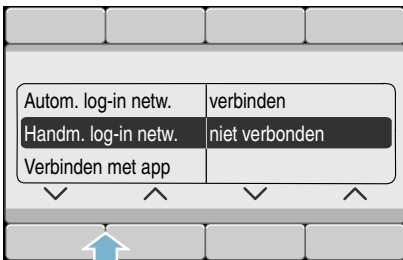 Autom. log-in netw. verbinden
Handm. log-in netw. niet verbonden
Verbinden met app